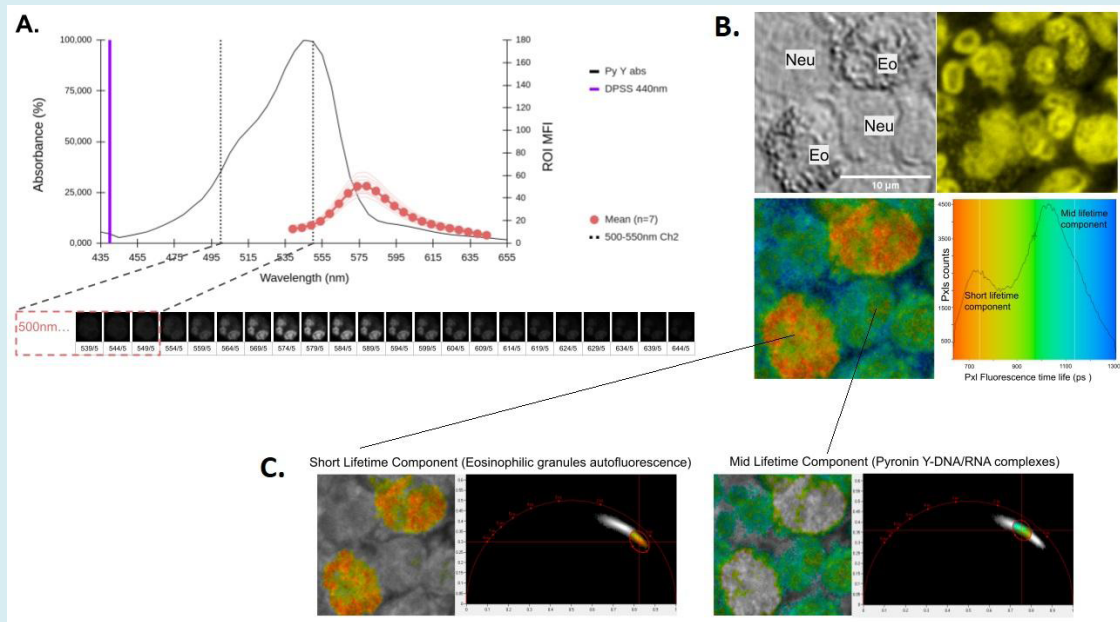 A.
100,000
75,000
50,000
25,000
0,000
Absorbance (%)
180
160
140
120
100
80
60
40
20
0
ROI MFI
435
455
475
495
515
535
555
575
595
615
635
655
Wavelength (nm)
Py Y abs
DPSS 440nm
Mean (n=7)
500-550nm Ch2
500nm...
539/5 544/5 549/5 554/5 559/5 564/5 569/5 574/5 579/5 584/5 589/5 594/5 599/5 604/5 609/5 614/5 619/5 624/5 629/5 634/5 639/5 644/5
B.
Neu
Eo
Neu
Eo
10 µm
4500
3500
2500
1500
500
Pxls counts
Mid lifetime
component
Short lifetime
component
700
900
1100
1300
Pxl Fluorescence time life (ps )
C.
Short Lifetime Component (Eosinophilic granules autofluorescence)
Mid Lifetime Component (Pyronin Y-DNA/RNA complexes)